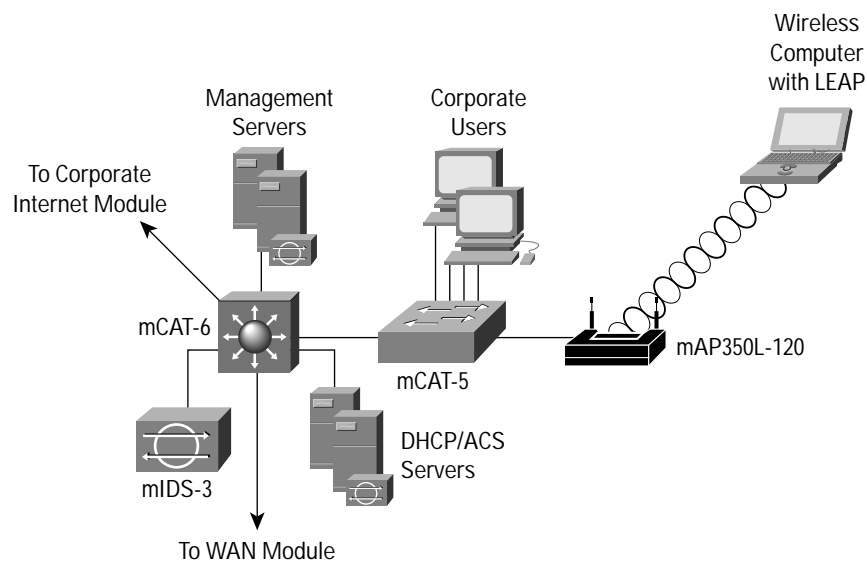 Wireless
Computer
with LEAP
Management
Servers
Corporate
Users
To Corporate
Internet Module
mCAT-6
mCAT-5
mAP350L-120
mIDS-3
DHCP/ACS
Servers
To WAN Module